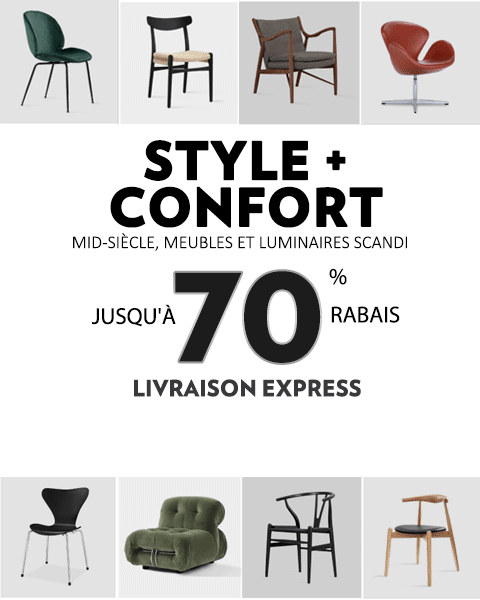 STYLE +
CONFORT
MID-SIÈCLE, MEUBLES ET LUMINAIRES SCANDI
JUSQU'À 70 % RABAIS
LIVRAISON EXPRESS